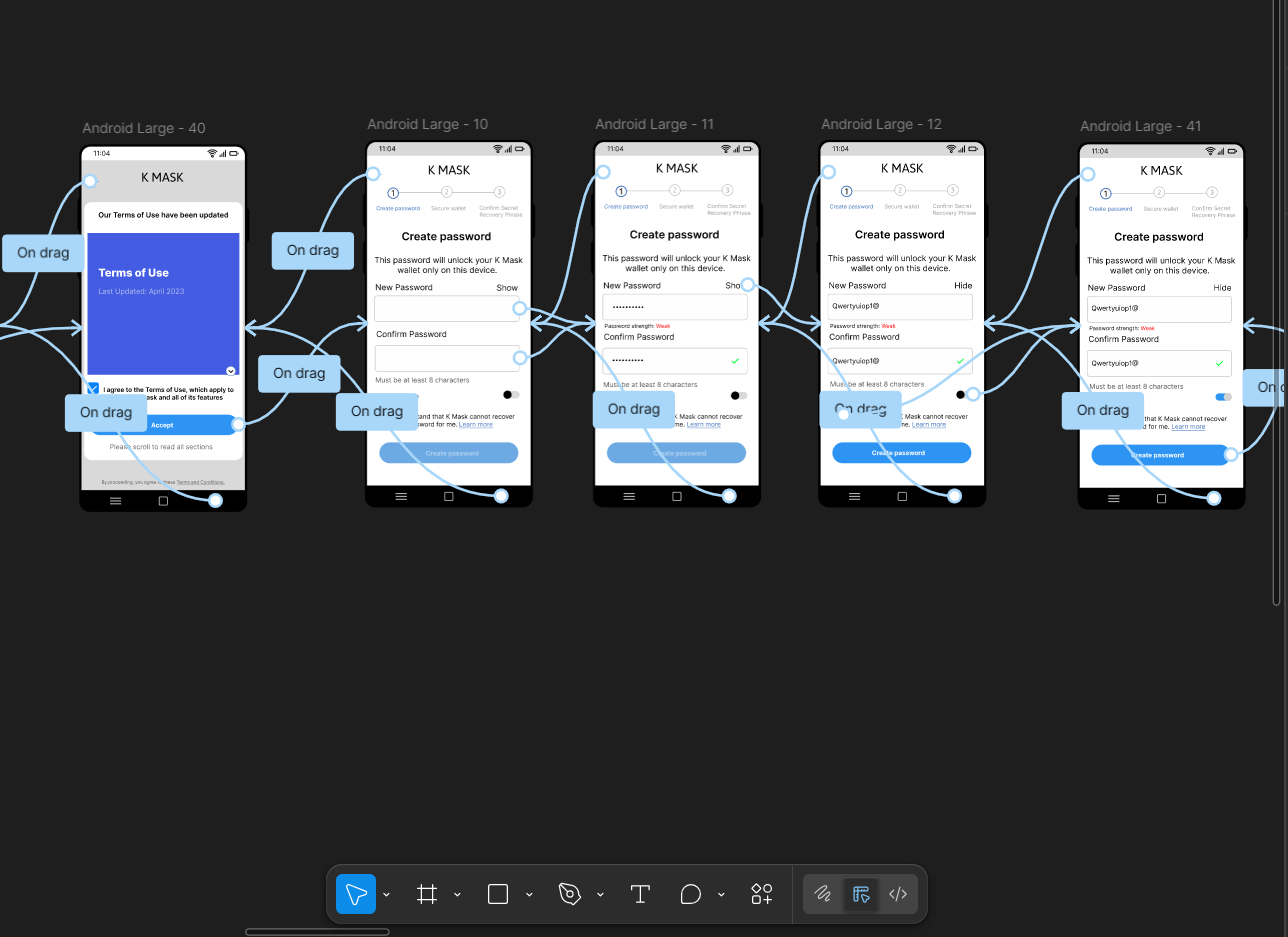 Android Large - 40
11:04
K MASK
Our Terms of Use have been updated
Terms of Use
Last Updated: April 2023
I agree to the Terms of Use, which apply to
ask and all of its features
Accept
Please scroll to read all sections
By proceeding, you agree to these Terms and Conditions.
On drag
On drag
On drag
On drag
On drag
Android Large - 10
11:04
K MASK
1
2
3
Create password
Secure wallet
Confirm Secret
Recovery Phrase
Create password
This password will unlock your K Mask
wallet only on this device.
New Password
Show
Confirm Password
Must be at least 8 characters
and that K Mask cannot recover
word for me. Learn more
Create password
Android Large - 11
11:04
K MASK
1
2
3
Create password
Secure wallet
Confirm Secret
Recovery Phrase
Create password
This password will unlock your K Mask
wallet only on this device.
New Password
Sho
••••••••••
Password strength: Weak
Confirm Password
••••••••••
Must be at least 8 characters
On drag
K Mask cannot recover
for me. Learn more
Create password
Android Large - 12
11:04
K MASK
1
2
3
Create password
Secure wallet
Confirm Secret
Recovery Phrase
Create password
This password will unlock your K Mask
wallet only on this device.
New Password
Hide
Qwertyuiop1@
Password strength: Weak
Confirm Password
Qwertyuiop1@
Must be at least 8 characters
On drag
K Mask cannot recover
for me. Learn more
Create password
Android Large - 41
11:04
K MASK
1
2
3
Create password
Secure wallet
Confirm Secret
Recovery Phrase
Create password
This password will unlock your K Mask
wallet only on this device.
New Password
Hide
Qwertyuiop1@
Password strength: Weak
Confirm Password
Qwertyuiop1@
Must be at least 8 characters
On drag
that K Mask cannot recover
for me. Learn more
Create password
On d